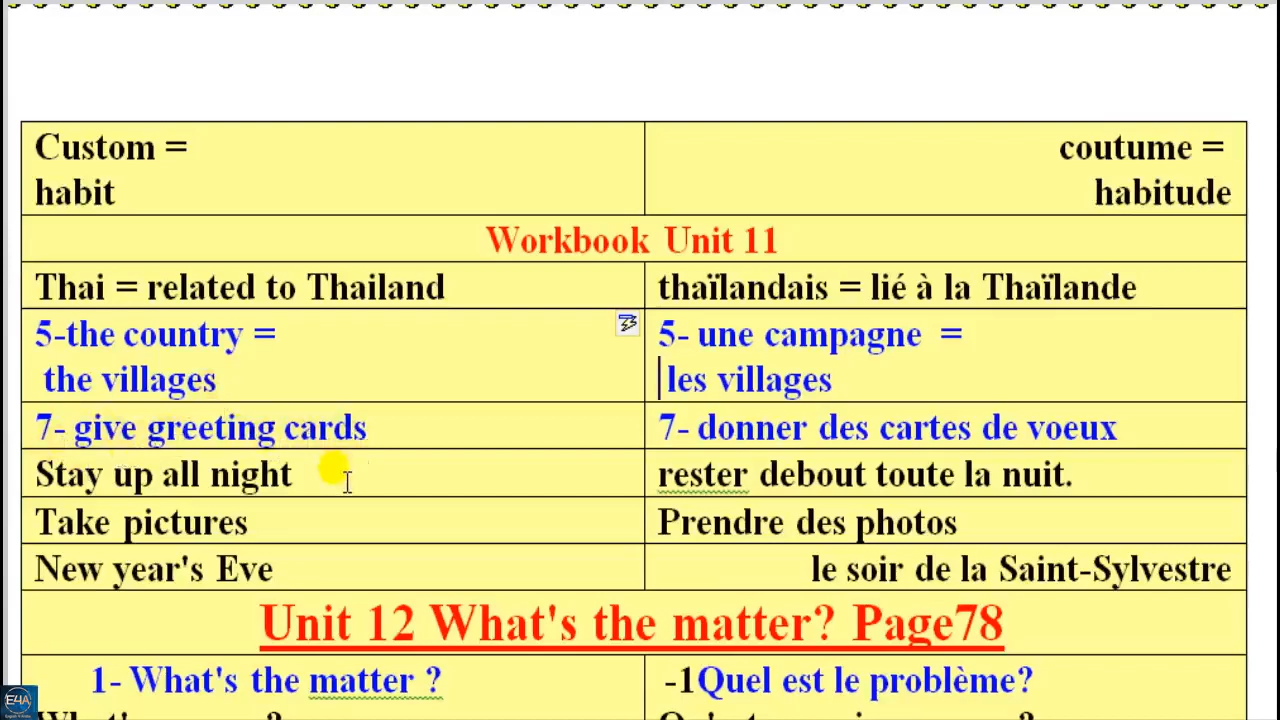 Custom =
habit
coutume =
habitude
Workbook Unit 11
Thai = related to Thailand
thaïlandais = lié à la Thaïlande
5-the country =
the villages
5- une campagne =
les villages
7- give greeting cards
7- donner des cartes de voeux
Stay up all night
rester debout toute la nuit.
Take pictures
Prendre des photos
New year's Eve
le soir de la Saint-Sylvestre
Unit 12 What's the matter? Page78
1- What's the matter ?
-1Quel est le problème?
E4A